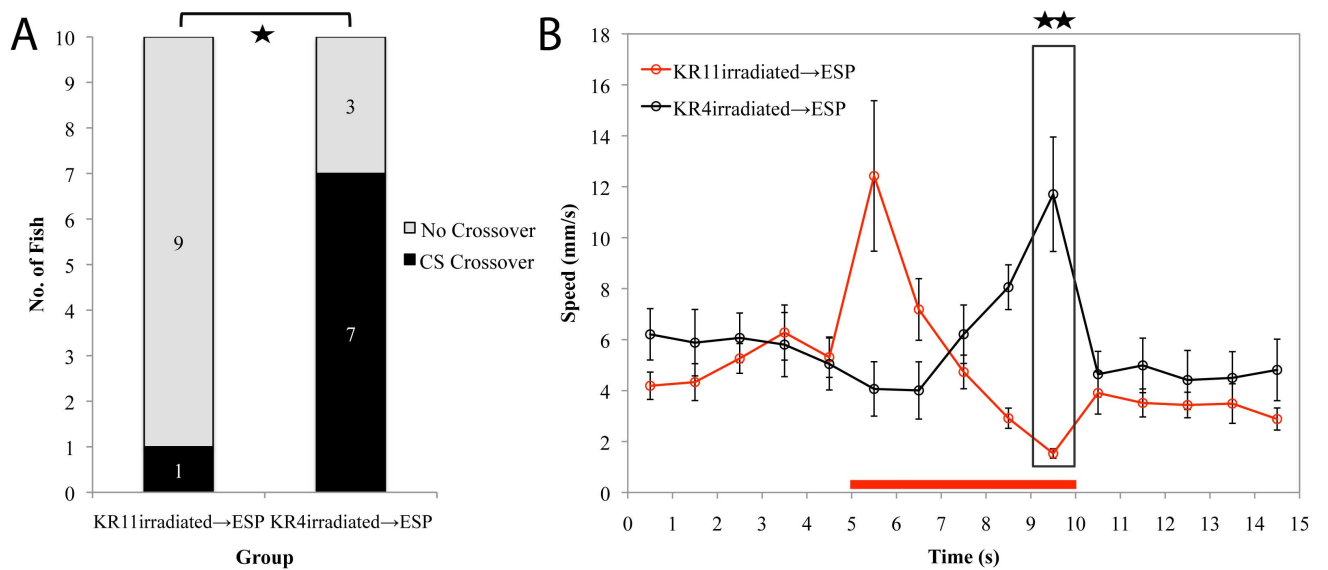 A
10
9
8
7
6
5
4
3
2
1
0
No. of Fish
9
1
3
7
No Crossover
CS Crossover
KR11irradiated→ESP KR4irradiated→ESP
Group
B
18
16
14
12
10
8
6
4
2
0
Speed (mm/s)
KR11irradiated→ESP
KR4irradiated→ESP
0 1 2 3 4 5 6 7 8 9 10 11 12 13 14 15
Time (s)